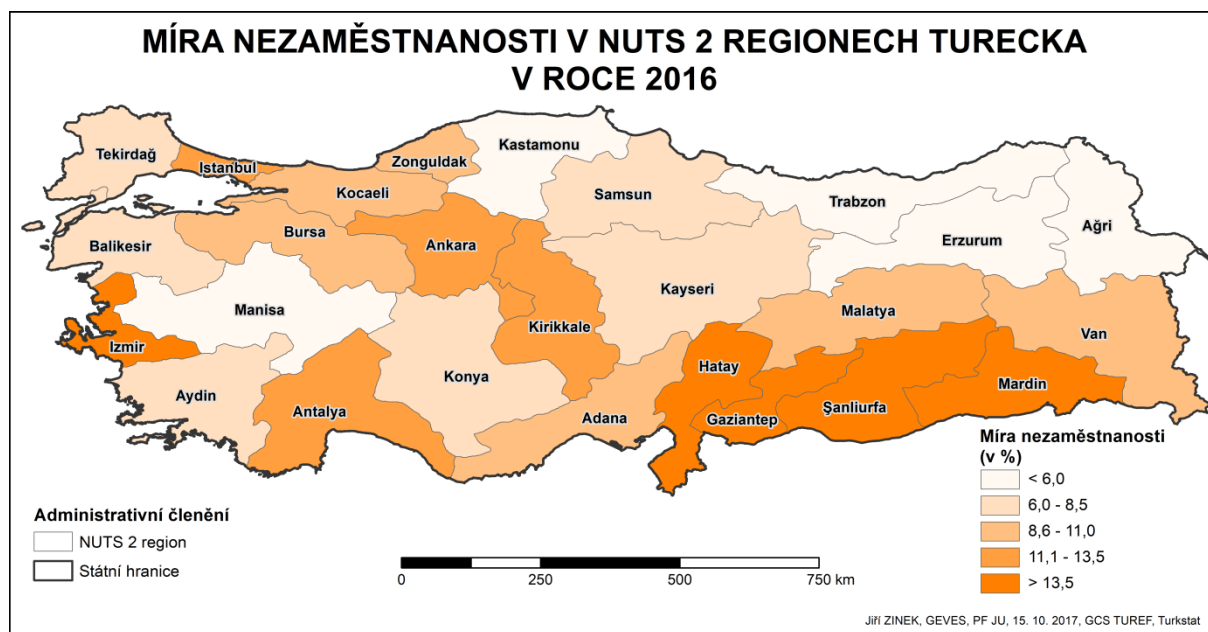 MÍRA NEZAMĚSTNANOSTI V NUTS 2 REGIONECH TURECKA
V ROCE 2016
Tekirdağ
Istanbul
Zonguldak
Kastamonu
Kocaeli
Samsun
Trabzon
Ağri
Balikesir
Bursa
Ankara
Erzurum
Manisa
Kayseri
Malatya
Van
Izmir
Kirikkale
Hatay
Mardin
Aydin
Antalya
Konya
Adana
Gaziantep
Şanliurfa
Míra nezaměstnanosti
(v %)
< 6,0
6,0 - 8,5
8,6 - 11,0
11,1 - 13,5
> 13,5
Administrativní členění
NUTS 2 region
Státní hranice
0 250 500 750 km
Jiří ZINEK, GEVES, PF JU, 15. 10. 2017, GCS TUREF, Turkstat